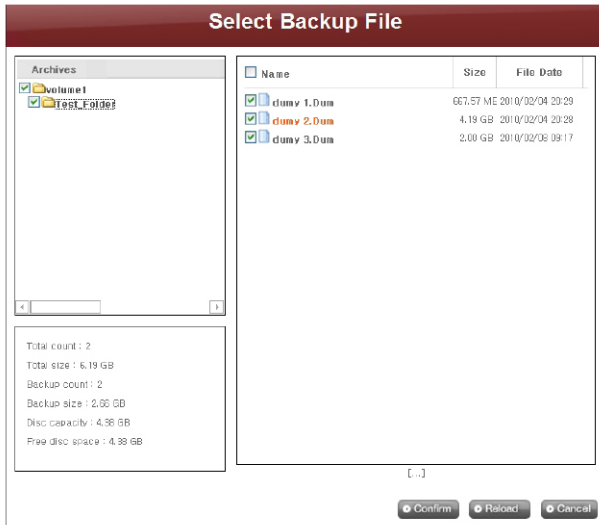 Select Backup File
Archives
volume1
Test_Folder
Name Size File Date
dumy 1.Dum 667.57 ME 2010/02/04 20:29
dumy 2.Dum 4.19 GB 2010/02/04 20:28
dumy 3.Dum 2.00 GB 2010/02/08 09:17
Total count : 2
Total size : 6.19 GB
Backup count : 2
Backup size : 2.66 GB
Disc capacity : 4.38 GB
Free disc space : 4.38 GB
[...]
Confirm Reload Cancel